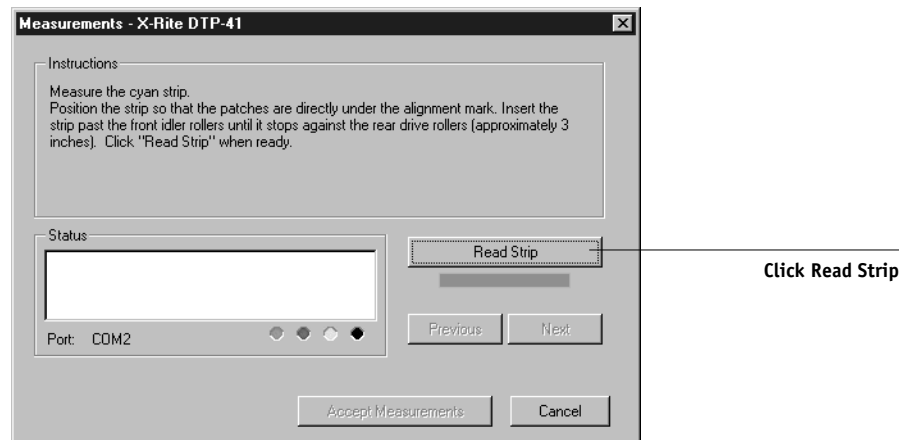 Measurements - X-Rite DTP-41
Instructions
Measure the cyan strip.
Position the strip so that the patches are directly under the alignment mark. Insert the
strip past the front idler rollers until it stops against the rear drive rollers (approximately 3
inches). Click "Read Strip" when ready.
Status
Read Strip
Click Read Strip
Port: COM2
Previous
Next
Accept Measurements
Cancel